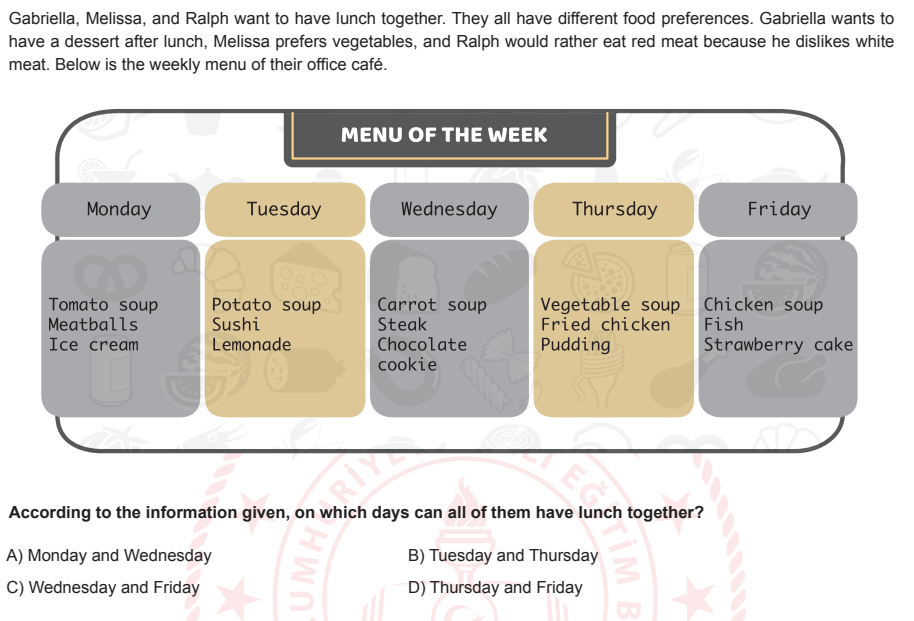 Gabriella, Melissa, and Ralph want to have lunch together. They all have different food preferences. Gabriella wants to
have a dessert after lunch, Melissa prefers vegetables, and Ralph would rather eat red meat because he dislikes white
meat. Below is the weekly menu of their office café.
MENU OF THE WEEK
Monday
Tuesday
Wednesday
Thursday
Friday
Tomato soup
Meatballs
Ice cream
Potato soup
Sushi
Lemonade
Carrot soup
Steak
Chocolate
cookie
Vegetable soup
Fried chicken
Pudding
Chicken soup
Fish
Strawberry cake
According to the information given, on which days can all of them have lunch together?
A) Monday and Wednesday
B) Tuesday and Thursday
C) Wednesday and Friday
D) Thursday and Friday